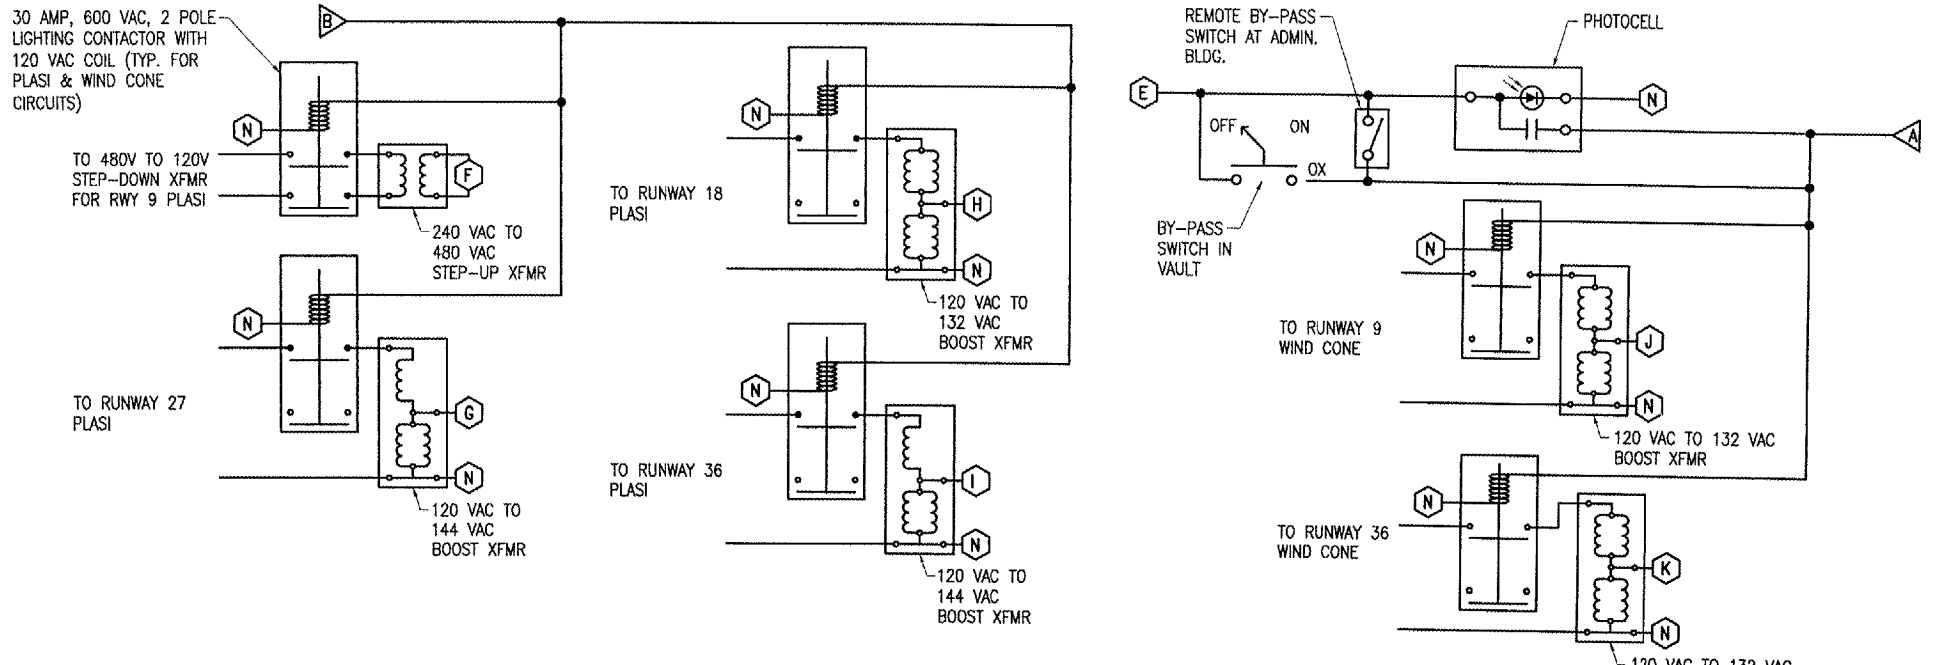 30 AMP, 600 VAC, 2 POLE
LIGHTING CONTACTOR WITH
120 VAC COIL (TYP. FOR
PLASI & WIND CONE
CIRCUITS)
B
N
TO 480V TO 120V
STEP-DOWN XFMR
FOR RWY 9 PLASI
F
240 VAC TO
480 VAC
STEP-UP XFMR
N
TO RUNWAY 27
PLASI
G
N
120 VAC TO
144 VAC
BOOST XFMR
N
TO RUNWAY 18
PLASI
H
N
120 VAC TO
132 VAC
BOOST XFMR
N
TO RUNWAY 36
PLASI
I
N
120 VAC TO
144 VAC
BOOST XFMR
REMOTE BY-PASS
SWITCH AT ADMIN.
BLDG.
PHOTOCELL
E
N
OFF
ON
A
OX
BY-PASS
SWITCH IN
VAULT
N
TO RUNWAY 9
WIND CONE
J
N
120 VAC TO 132 VAC
BOOST XFMR
N
TO RUNWAY 36
WIND CONE
K
N
120 VAC TO 132 VAC